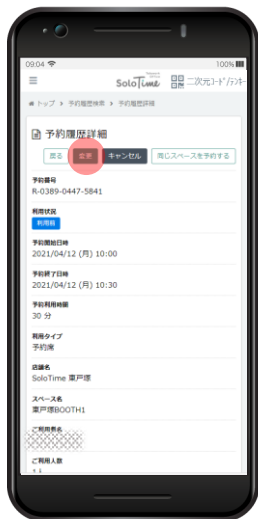 09:04 100%
SoloTime 二次元ｺｰﾄﾞ/ﾃﾝｷｰ
トップ > 予約履歴検索 > 予約履歴詳細
予約履歴詳細
戻る 変更 キャンセル 同じスペースを予約する
予約番号
R-0389-0447-5841
利用状況
利用前
予約開始日時
2021/04/12 (月) 10:00
予約終了日時
2021/04/12 (月) 10:30
予約利用時間
30 分
利用タイプ
予約席
店舗名
SoloTime 東戸塚
スペース名
東戸塚BOOTH1
ご利用者名
ご利用人数
1人